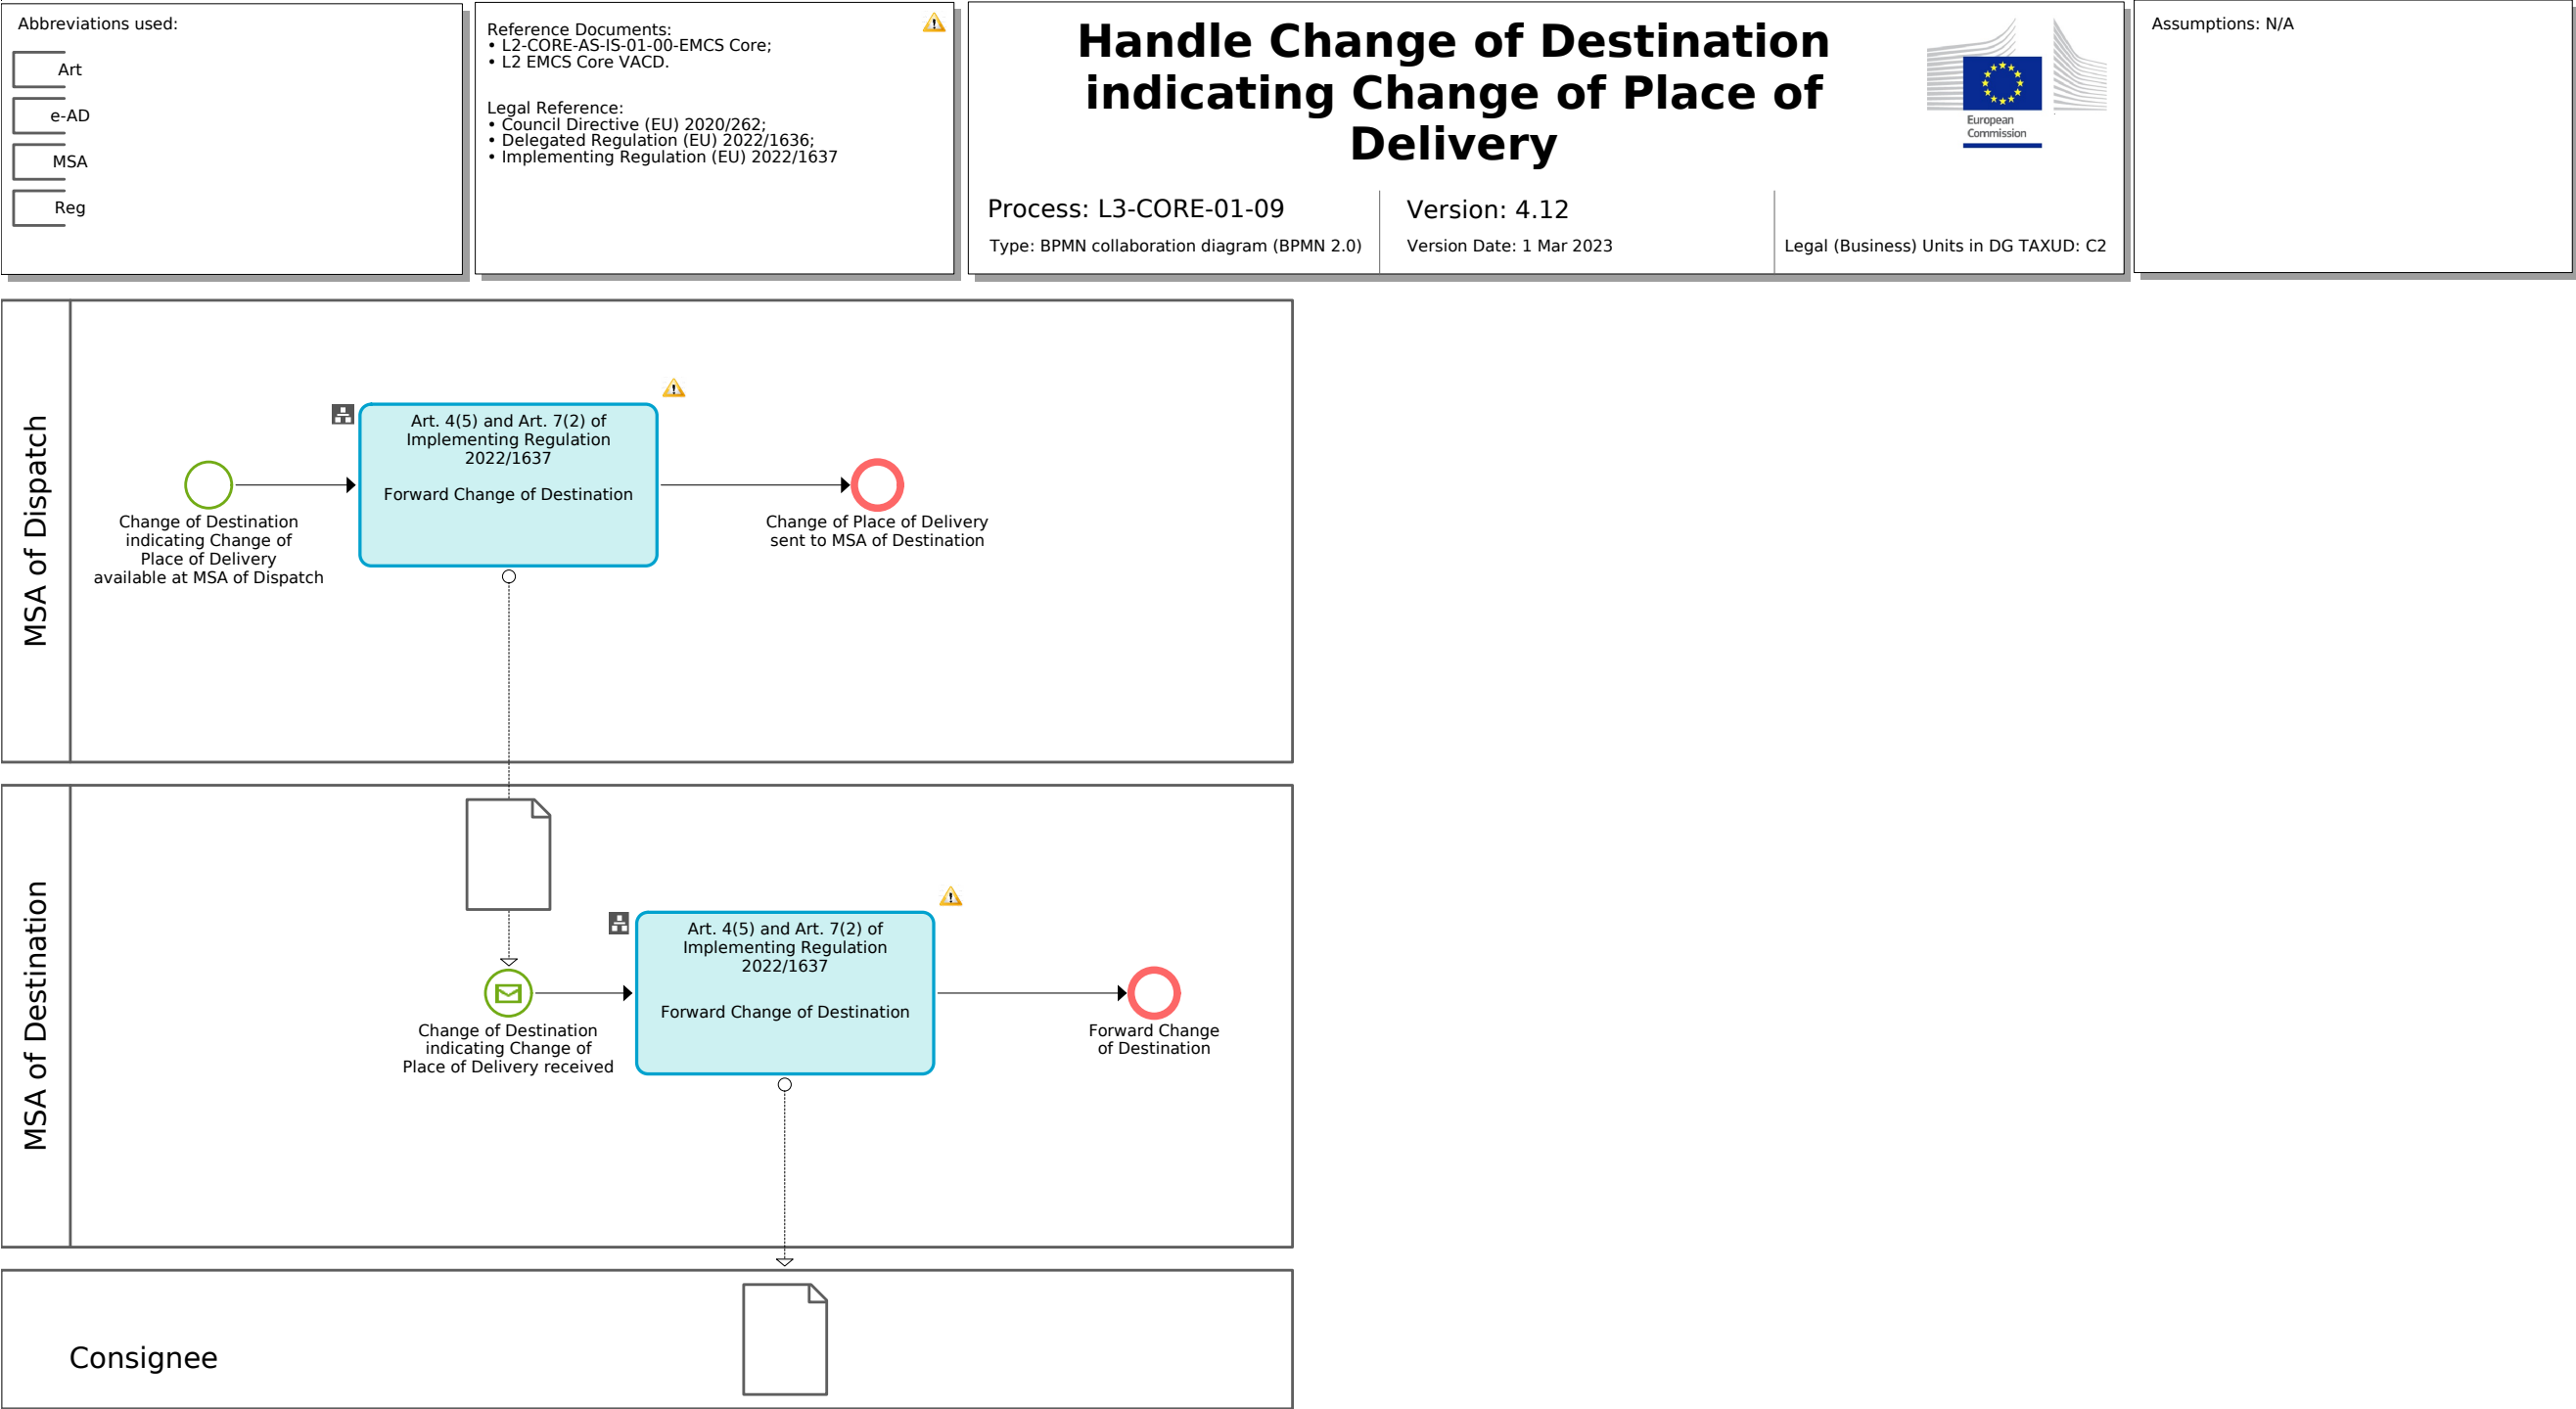 Abbreviations used:
Art
e-AD
MSA
Reg
Reference Documents:
• L2-CORE-AS-IS-01-00-EMCS Core;
• L2 EMCS Core VACD.
Legal Reference:
• Council Directive (EU) 2020/262;
• Delegated Regulation (EU) 2022/1636;
• Implementing Regulation (EU) 2022/1637
Handle Change of Destination
indicating Change of Place of
Delivery
European
Commission
Process: L3-CORE-01-09
Version: 4.12
Type: BPMN collaboration diagram (BPMN 2.0)
Version Date: 1 Mar 2023
Legal (Business) Units in DG TAXUD: C2
Assumptions: N/A
MSA of Dispatch
Art. 4(5) and Art. 7(2) of
Implementing Regulation
2022/1637
Forward Change of Destination
Change of Destination
indicating Change of
Place of Delivery
available at MSA of Dispatch
Change of Place of Delivery
sent to MSA of Destination
MSA of Destination
Art. 4(5) and Art. 7(2) of
Implementing Regulation
2022/1637
Forward Change of Destination
Change of Destination
indicating Change of
Place of Delivery received
Forward Change
of Destination
Consignee